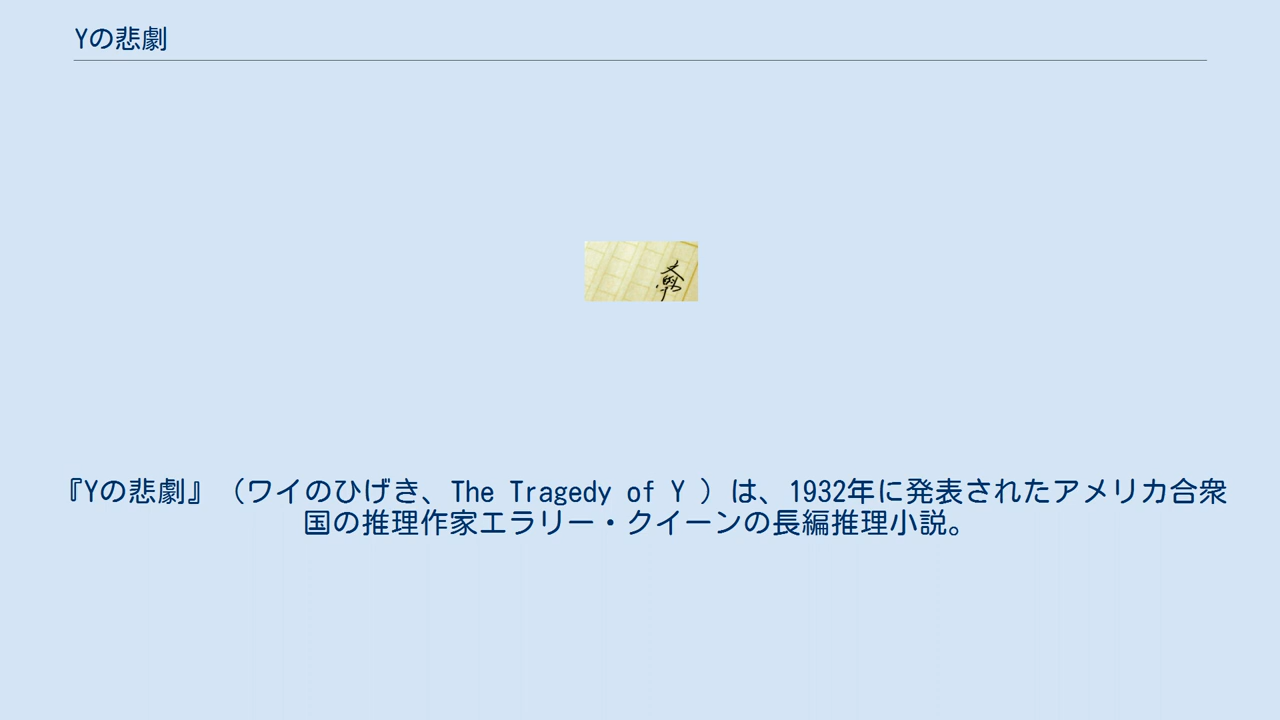 Yの悲劇
『Yの悲劇』（ワイのひげき、The Tragedy of Y ）は、1932年に発表されたアメリカ合衆
国の推理作家エラリー・クイーンの長編推理小説。